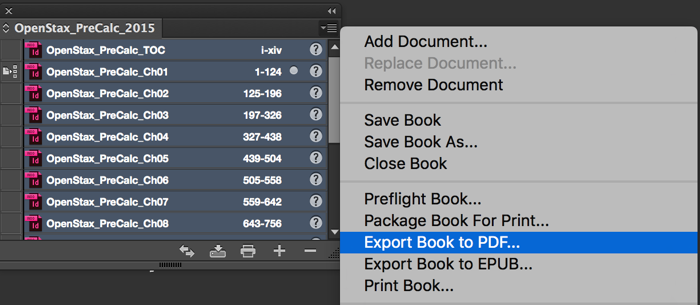 OpenStax_PreCalc_2015
OpenStax_PreCalc_TOC i-xiv ?
OpenStax_PreCalc_Ch01 1-124 ?
OpenStax_PreCalc_Ch02 125-196 ?
OpenStax_PreCalc_Ch03 197-326 ?
OpenStax_PreCalc_Ch04 327-438 ?
OpenStax_PreCalc_Ch05 439-504 ?
OpenStax_PreCalc_Ch06 505-558 ?
OpenStax_PreCalc_Ch07 559-642 ?
OpenStax_PreCalc_Ch08 643-756 ?
Add Document...
Replace Document...
Remove Document
Save Book
Save Book As...
Close Book
Preflight Book...
Package Book For Print...
Export Book to PDF...
Export Book to EPUB...
Print Book...